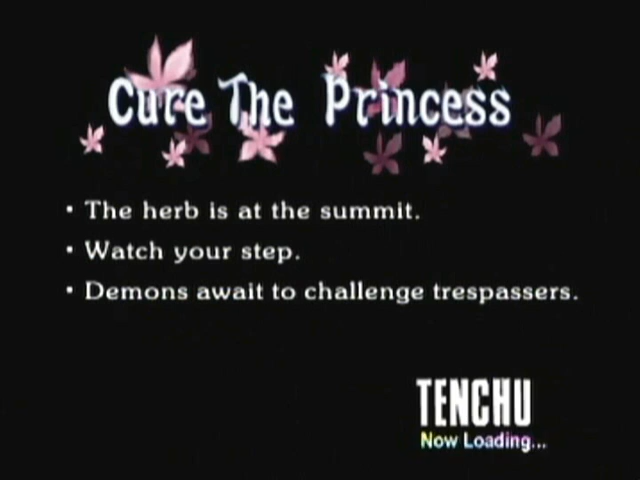 Cure The Princess
• The herb is at the summit.
• Watch your step.
• Demons await to challenge trespassers.
TENCHU
Now Loading...